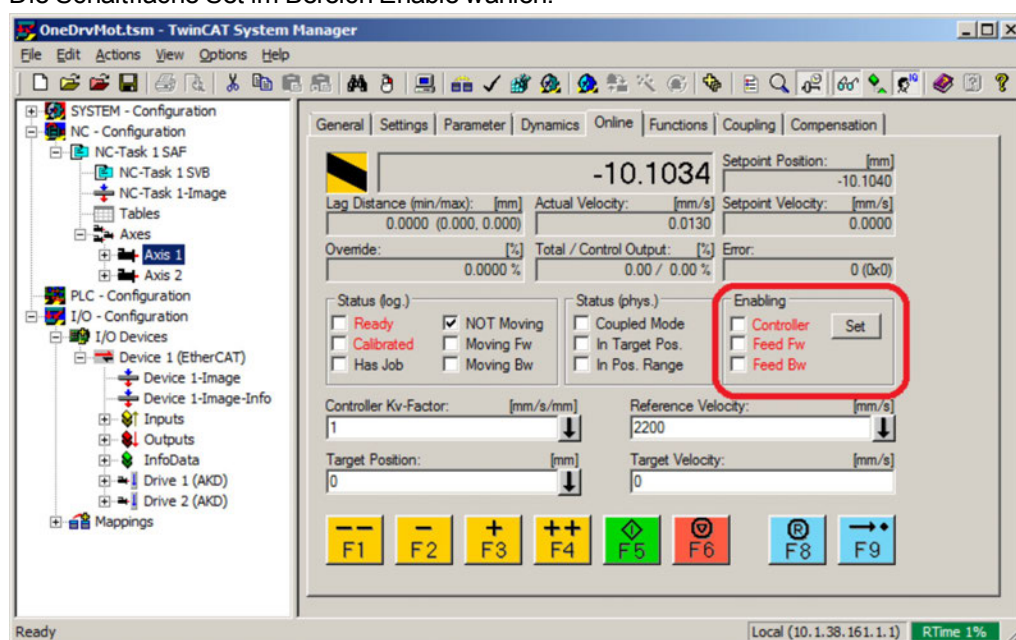 Die Schaltfläche Set im Bereich Enable wählen.
OneDrvMot.tsm - TwinCAT System Manager
File Edit Actions View Options Help
SYSTEM - Configuration
NC - Configuration
NC-Task 1 SAF
NC-Task 1 SVB
NC-Task 1-Image
Tables
Axes
Axis 1
Axis 2
PLC - Configuration
I/O - Configuration
I/O Devices
Device 1 (EtherCAT)
Device 1-Image
Device 1-Image-Info
Inputs
Outputs
InfoData
Drive 1 (AKD)
Drive 2 (AKD)
Mappings
General Settings Parameter Dynamics Online Functions Coupling Compensation
-10.1034
Setpoint Position: [mm]
-10.1040
Lag Distance (min/max): [mm] Actual Velocity: [mm/s] Setpoint Velocity: [mm/s]
0.0000 (0.000, 0.000) 0.0130 0.0000
Override: [%] Total / Control Output: [%] Error:
0.0000 % 0.00 / 0.00 % 0 (0x0)
Status (log.) Status (phys.) Enabling
Ready NOT Moving Coupled Mode Controller Set
Calibrated Moving Fw In Target Pos. Feed Fw
Has Job Moving Bw In Pos. Range Feed Bw
Controller Kv-Factor: [mm/s/mm] Reference Velocity: [mm/s]
1 2200
Target Position: [mm] Target Velocity: [mm/s]
0 0
-- - + ++ R
F1 F2 F3 F4 F5 F6 F8 F9
Ready Local (10.1.38.161.1.1) RTime 1%